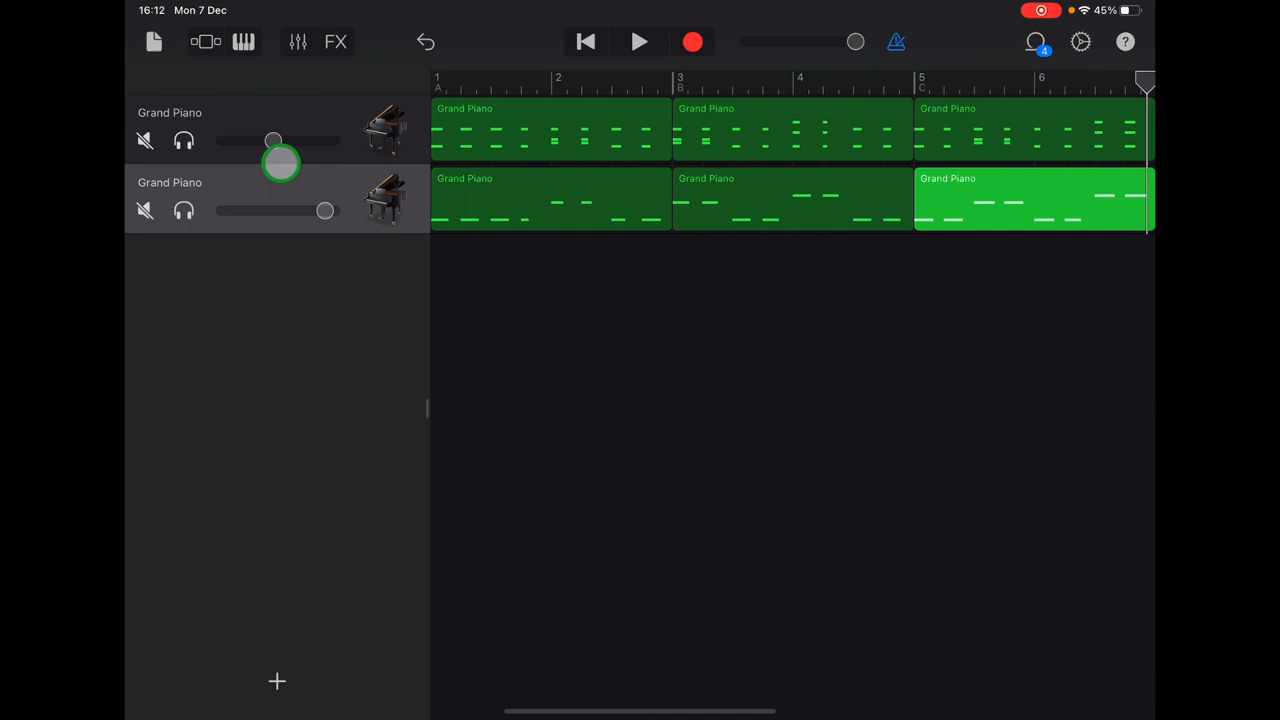 16:12 Mon 7 Dec 45%
FX 4 ?
1 2 3 4 5 6
A B C
Grand Piano Grand Piano Grand Piano Grand Piano
Grand Piano Grand Piano Grand Piano Grand Piano